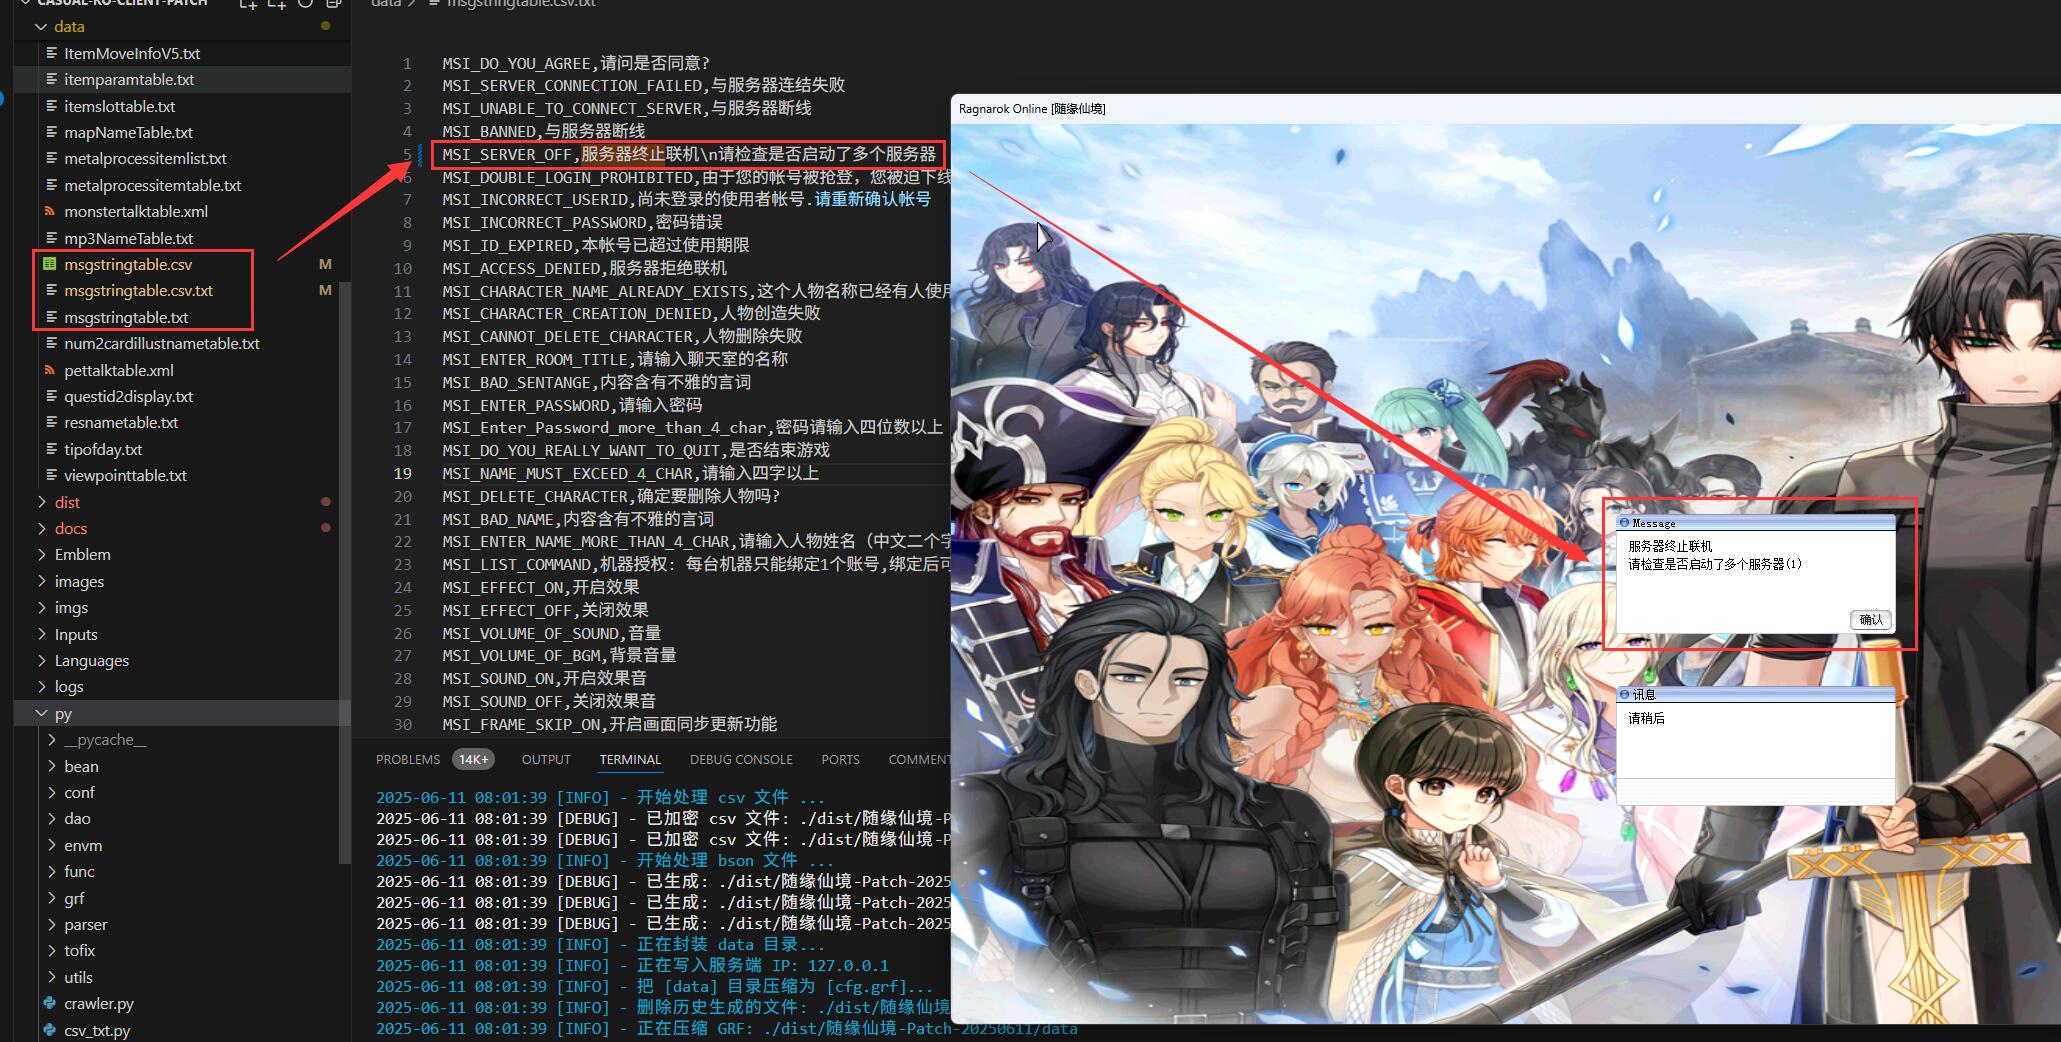 CASUAL-RO-CLIENT-PATCH
data
ItemMoveInfoV5.txt
itemparamtable.txt
itemslottable.txt
mapNameTable.txt
metalprocessitemlist.txt
metalprocessitemtable.txt
monstertalktable.xml
mp3NameTable.txt
msgstringtable.csv M
msgstringtable.csv.txt M
msgstringtable.txt
num2cardillustnametable.txt
pettalktable.xml
questid2display.txt
resnametable.txt
tipofday.txt
viewpointtable.txt
dist
docs
Emblem
images
imgs
Inputs
Languages
logs
py
__pycache__
bean
conf
dao
envm
func
grf
parser
tofix
utils
crawler.py
csv_txt.py
data > msgstringtable.csv.txt
1 MSI_DO_YOU_AGREE,请问是否同意?
2 MSI_SERVER_CONNECTION_FAILED,与服务器连结失败
3 MSI_UNABLE_TO_CONNECT_SERVER,与服务器断线
4 MSI_BANNED,与服务器断线
5 MSI_SERVER_OFF,服务器终止联机\n请检查是否启动了多个服务器
6 MSI_DOUBLE_LOGIN_PROHIBITED,由于您的帐号被抢登，您被迫下线
7 MSI_INCORRECT_USERID,尚未登录的使用者帐号.请重新确认帐号
8 MSI_INCORRECT_PASSWORD,密码错误
9 MSI_ID_EXPIRED,本帐号已超过使用期限
10 MSI_ACCESS_DENIED,服务器拒绝联机
11 MSI_CHARACTER_NAME_ALREADY_EXISTS,这个人物名称已经有人使用
12 MSI_CHARACTER_CREATION_DENIED,人物创造失败
13 MSI_CANNOT_DELETE_CHARACTER,人物删除失败
14 MSI_ENTER_ROOM_TITLE,请输入聊天室的名称
15 MSI_BAD_SENTANGE,内容含有不雅的言词
16 MSI_ENTER_PASSWORD,请输入密码
17 MSI_Enter_Password_more_than_4_char,密码请输入四位数以上
18 MSI_DO_YOU_REALLY_WANT_TO_QUIT,是否结束游戏
19 MSI_NAME_MUST_EXCEED_4_CHAR,请输入四字以上
20 MSI_DELETE_CHARACTER,确定要删除人物吗?
21 MSI_BAD_NAME,内容含有不雅的言词
22 MSI_ENTER_NAME_MORE_THAN_4_CHAR,请输入人物姓名（中文二个字
23 MSI_LIST_COMMAND,机器授权: 每台机器只能绑定1个账号,绑定后可
24 MSI_EFFECT_ON,开启效果
25 MSI_EFFECT_OFF,关闭效果
26 MSI_VOLUME_OF_SOUND,音量
27 MSI_VOLUME_OF_BGM,背景音量
28 MSI_SOUND_ON,开启效果音
29 MSI_SOUND_OFF,关闭效果音
30 MSI_FRAME_SKIP_ON,开启画面同步更新功能
PROBLEMS 14K+ OUTPUT TERMINAL DEBUG CONSOLE PORTS COMMENT
2025-06-11 08:01:39 [INFO] - 开始处理 csv 文件 ...
2025-06-11 08:01:39 [DEBUG] - 已加密 csv 文件: ./dist/随缘仙境-P
2025-06-11 08:01:39 [DEBUG] - 已加密 csv 文件: ./dist/随缘仙境-P
2025-06-11 08:01:39 [INFO] - 开始处理 bson 文件 ...
2025-06-11 08:01:39 [DEBUG] - 已生成: ./dist/随缘仙境-Patch-2025
2025-06-11 08:01:39 [DEBUG] - 已生成: ./dist/随缘仙境-Patch-2025
2025-06-11 08:01:39 [DEBUG] - 已生成: ./dist/随缘仙境-Patch-2025
2025-06-11 08:01:39 [INFO] - 正在封装 data 目录...
2025-06-11 08:01:39 [INFO] - 正在写入服务端 IP: 127.0.0.1
2025-06-11 08:01:39 [INFO] - 把 [data] 目录压缩为 [cfg.grf]...
2025-06-11 08:01:39 [INFO] - 删除历史生成的文件: ./dist/随缘仙境
2025-06-11 08:01:39 [INFO] - 正在压缩 GRF: ./dist/随缘仙境-Patch-20250611/data
Ragnarok Online [随缘仙境]
Message
服务器终止联机
请检查是否启动了多个服务器(1)
确认
讯息
请稍后